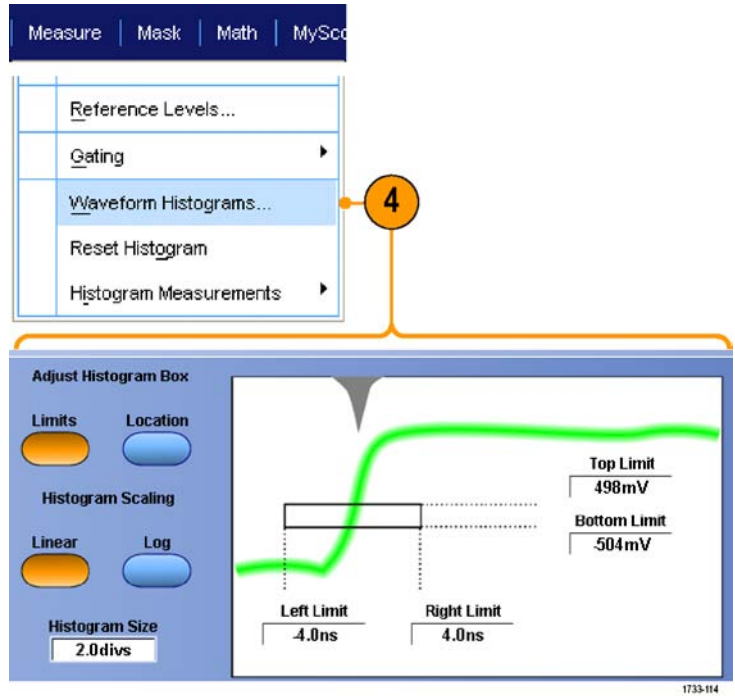 Measure | Mask | Math | MySco
Reference Levels...
Gating
Waveform Histograms...
4
Reset Histogram
Histogram Measurements
Adjust Histogram Box
Limits Location
Histogram Scaling
Linear Log
Histogram Size
2.0divs
Top Limit
498mV
Bottom Limit
-504mV
Left Limit Right Limit
-4.0ns 4.0ns
1733-114